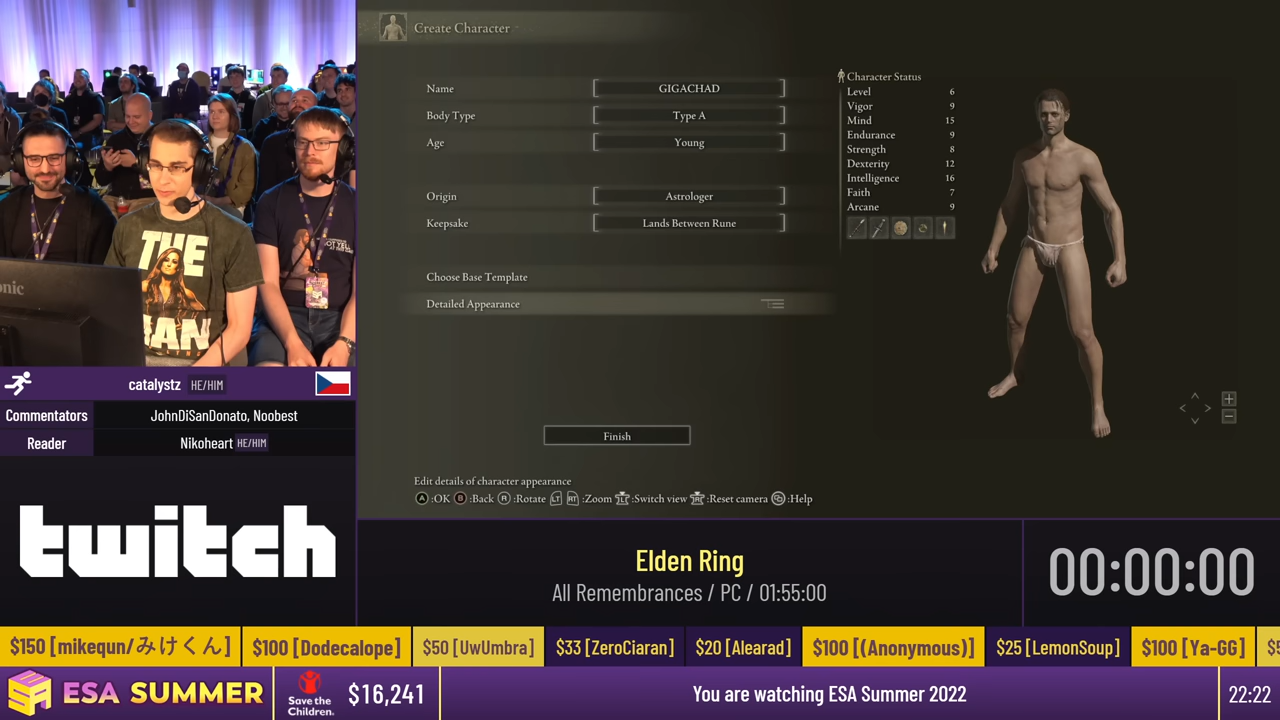 Create Character
Name GIGACHAD
Body Type Type A
Age Young
Origin Astrologer
Keepsake Lands Between Rune
Choose Base Template
Detailed Appearance
Finish
Edit details of character appearance
A :OK B :Back R :Rotate LT RT :Zoom L :Switch view R :Reset camera :Help
Character Status
Level 6
Vigor 9
Mind 15
Endurance 9
Strength 8
Dexterity 12
Intelligence 16
Faith 7
Arcane 9
THE
MAN
catalystz HE/HIM
Commentators JohnDiSanDonato, Noobest
Reader Nikoheart HE/HIM
twitch
Elden Ring
All Remembrances / PC / 01:55:00
00:00:00
$150 [mikequn/みけくん] $100 [Dodecalope] $50 [UwUmbra] $33 [ZeroCiaran] $20 [Alearad] $100 [(Anonymous)] $25 [LemonSoup] $100 [Ya-GG]
ESA SUMMER Save the Children. $16,241 You are watching ESA Summer 2022 22:22